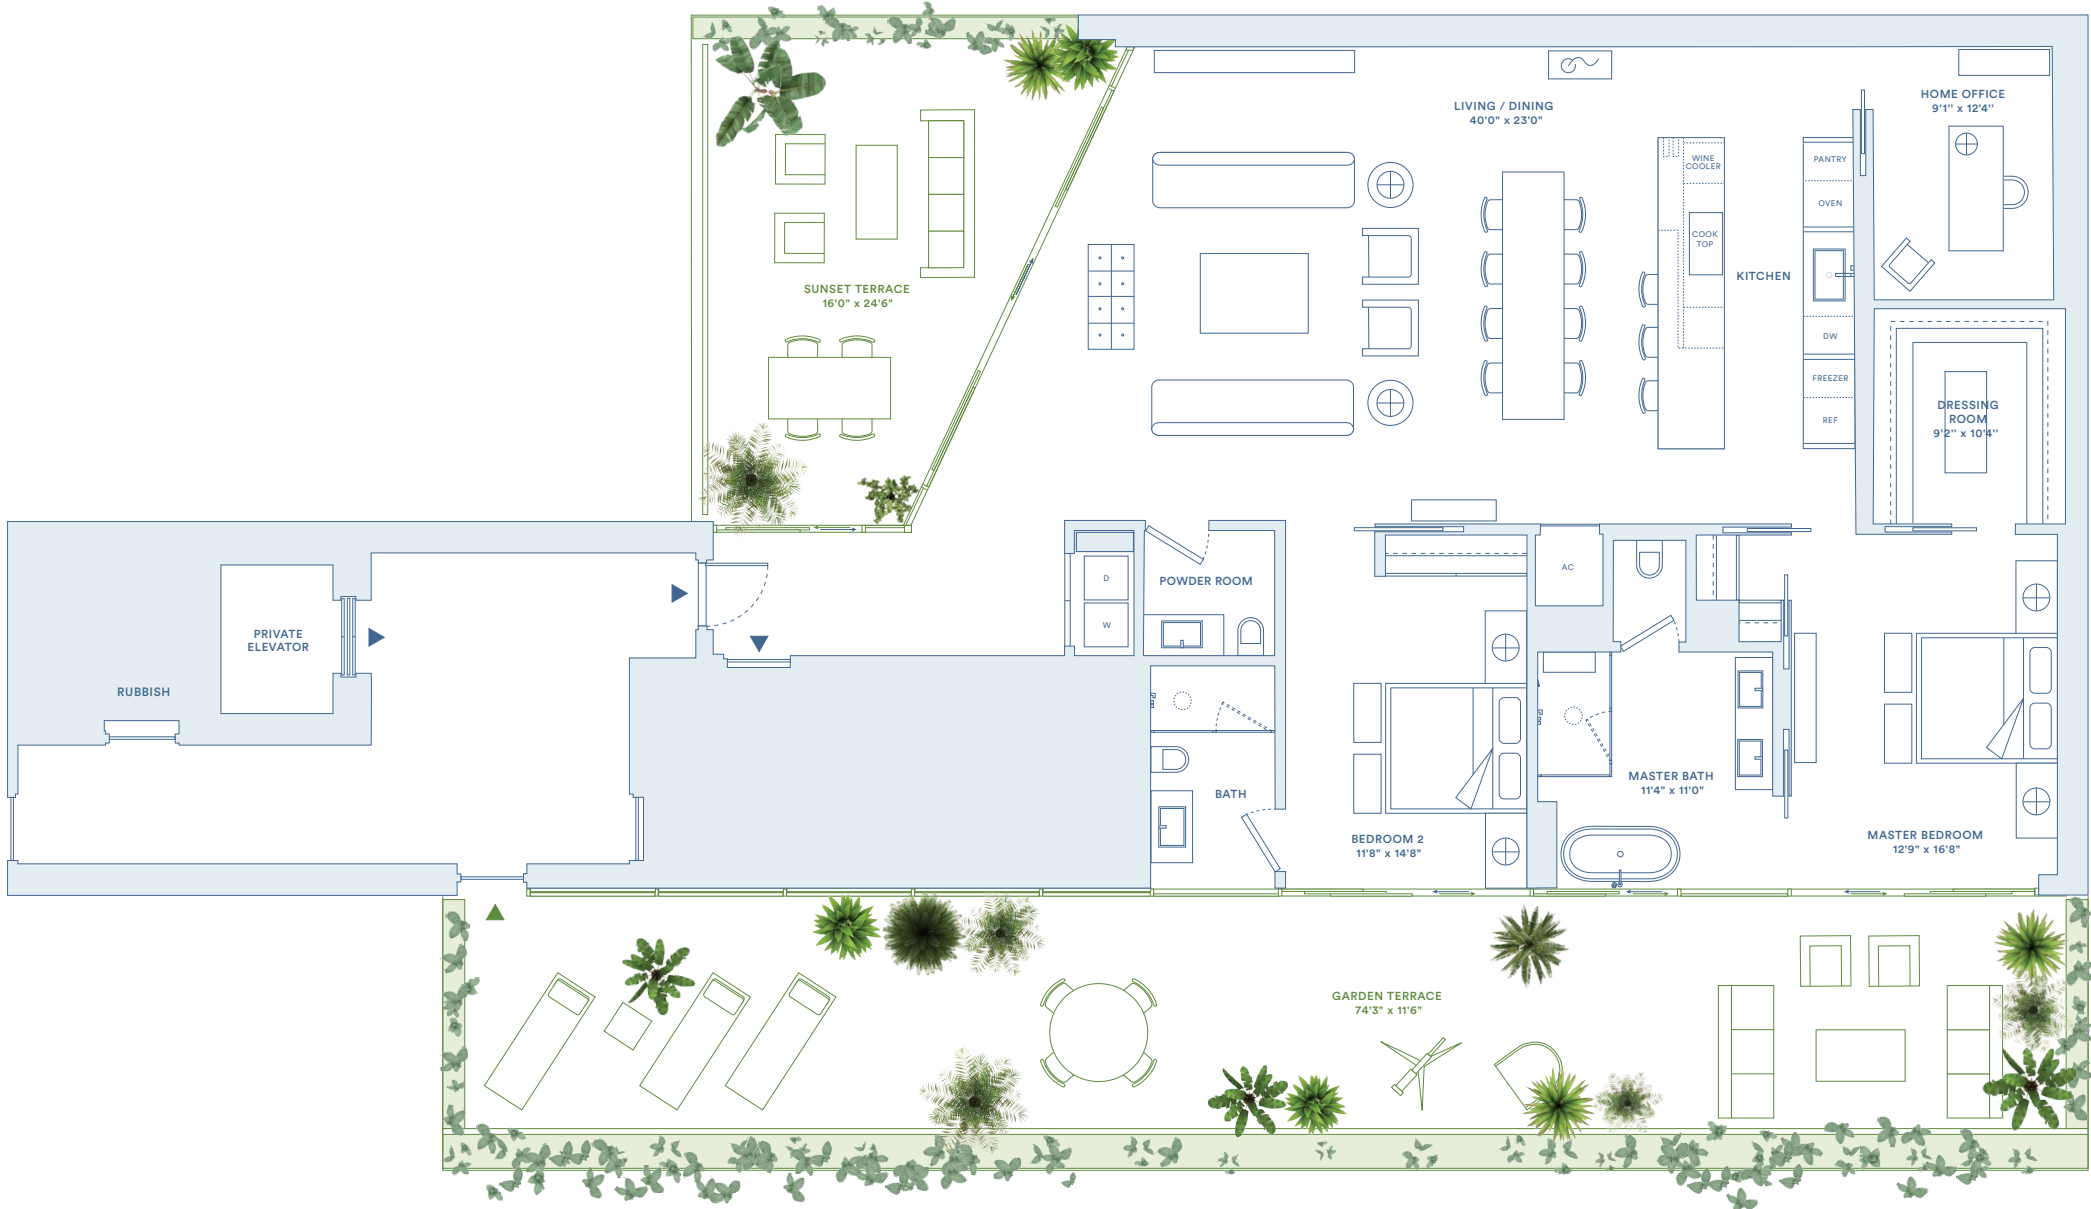 LIVING / DINING
40'0" x 23'0"
HOME OFFICE
9'1" x 12'4"
WINE
COOLER
PANTRY
OVEN
COOK
TOP
KITCHEN
SUNSET TERRACE
16'0" x 24'6"
DW
FREEZER
REF
DRESSING
ROOM
9'2" x 10'4"
AC
D
W
POWDER ROOM
PRIVATE
ELEVATOR
RUBBISH
BATH
MASTER BATH
11'4" x 11'0"
BEDROOM 2
11'8" x 14'8"
MASTER BEDROOM
12'9" x 16'8"
GARDEN TERRACE
74'3" x 11'6"